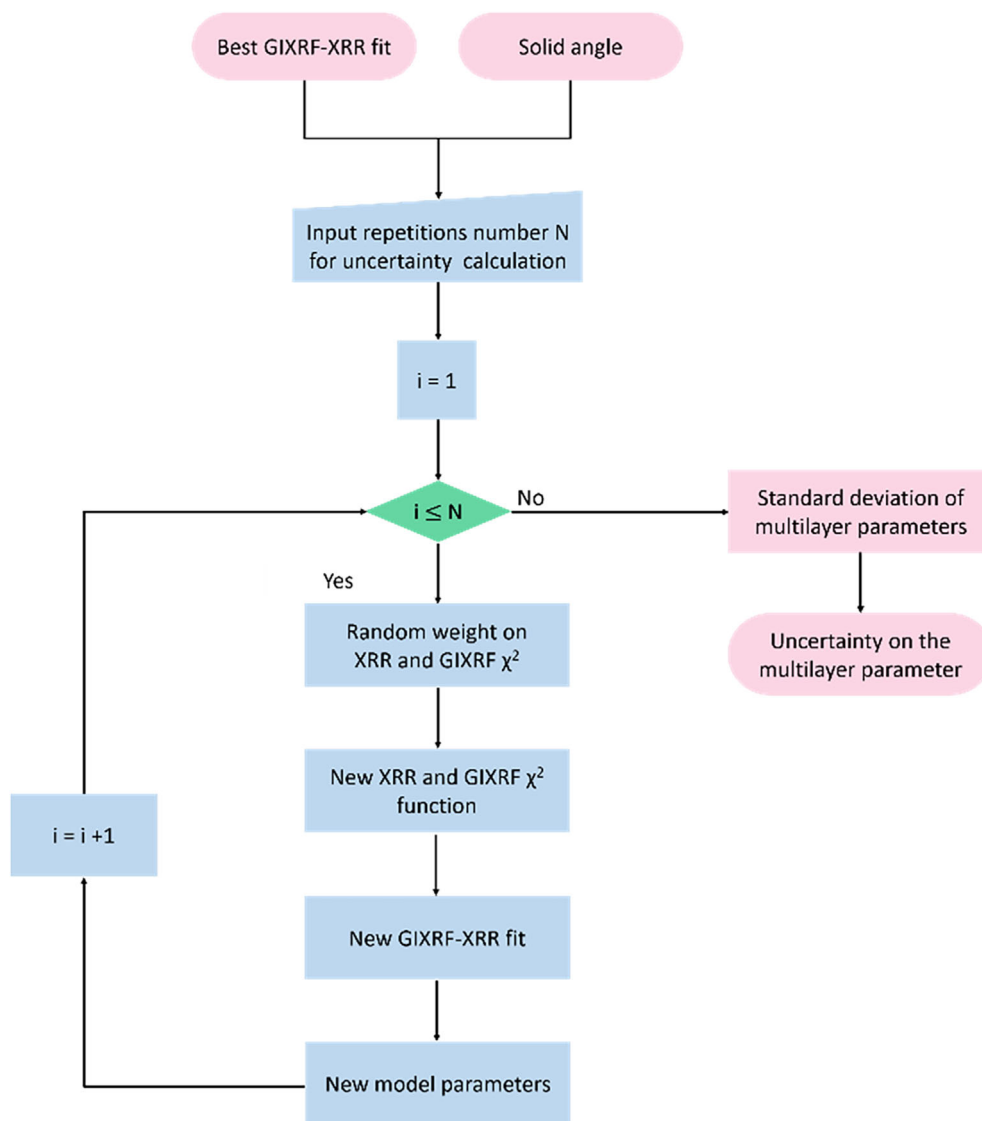 Best GIXRF-XRR fit
Solid angle
Input repetitions number N
for uncertainty calculation
i = 1
i ≤ N
No
Standard deviation of
multilayer parameters
Yes
Random weight on
XRR and GIXRF χ²
Uncertainty on the
multilayer parameter
New XRR and GIXRF χ²
function
i = i +1
New GIXRF-XRR fit
New model parameters